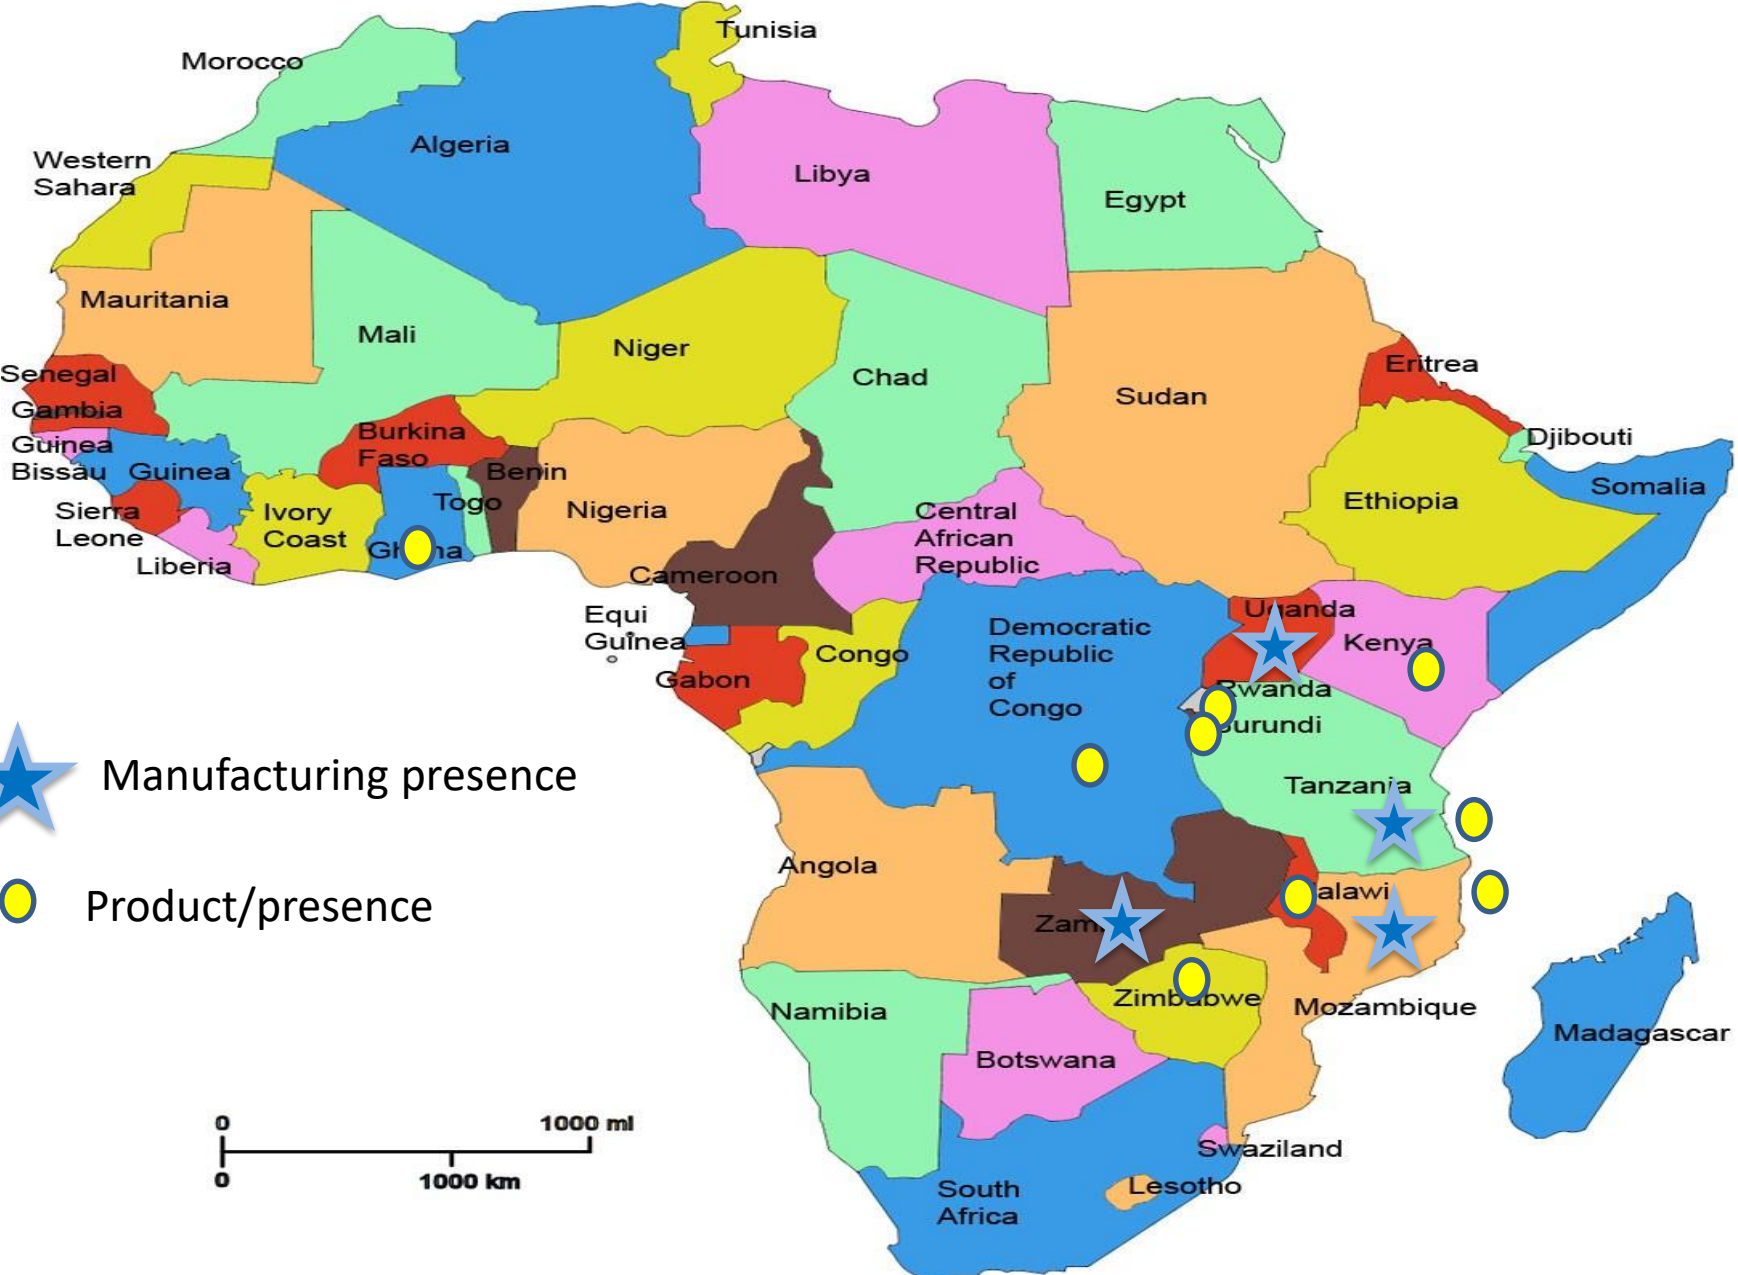 Tunisia
Morocco
Algeria
Western
Sahara
Libya
Egypt
Mauritania
Mali
Niger
Chad
Sudan
Eritrea
Senegal
Gambia
Guinea
Bissau
Guinea
Burkina
Faso
Benin
Togo
Nigeria
Djibouti
Somalia
Ethiopia
Sierra
Leone
Liberia
Ivory
Coast
Central
African
Republic
Cameroon
Equi
Guinea
Gabon
Congo
Democratic
Republic
of
Congo
Uganda
Kenya
Rwanda
Tanzania
Manufacturing presence
Product/presence
Angola
Zimbabwe
Mozambique
Namibia
Botswana
Madagascar
Swaziland
Lesotho
South
Africa
0
1000 mi
0
1000 km